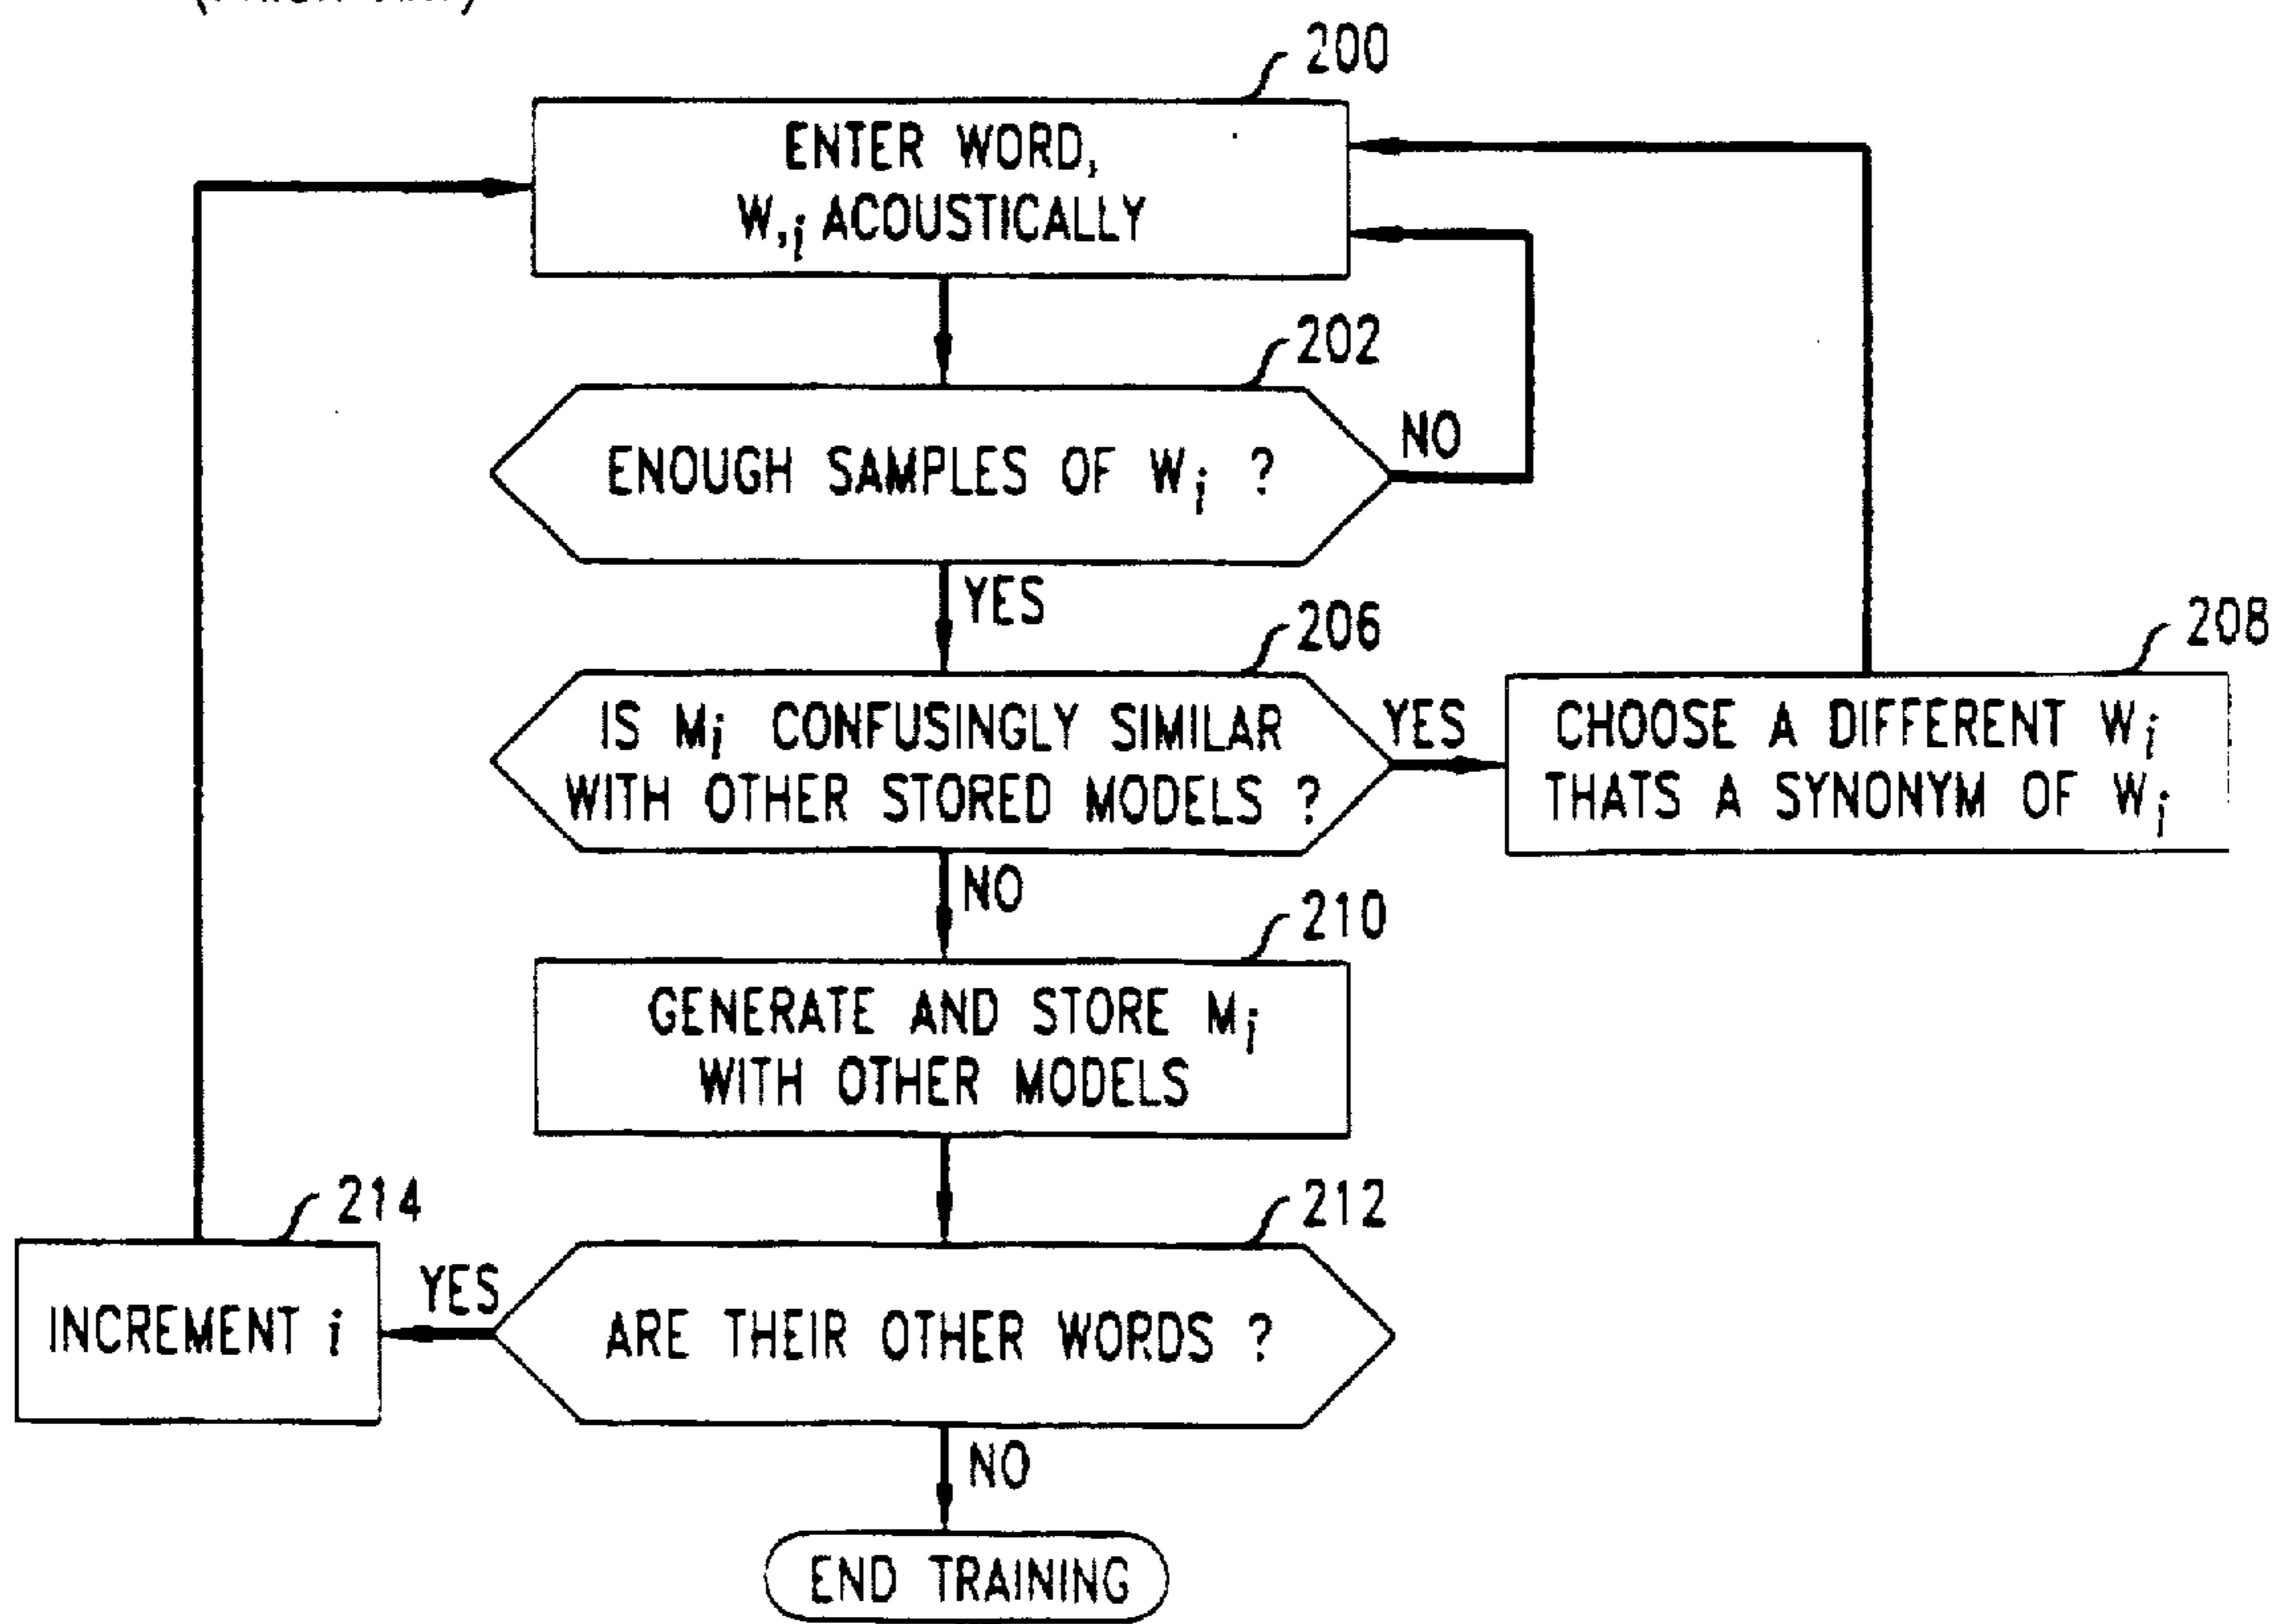 200
ENTER WORD,
W,i ACOUSTICALLY
202
ENOUGH SAMPLES OF Wi ?
NO
YES
206
208
IS Mi CONFUSINGLY SIMILAR
WITH OTHER STORED MODELS ?
YES
CHOOSE A DIFFERENT Wi
THATS A SYNONYM OF Wi
NO
210
GENERATE AND STORE Mi
WITH OTHER MODELS
214
212
INCREMENT i
YES
ARE THEIR OTHER WORDS ?
NO
END TRAINING